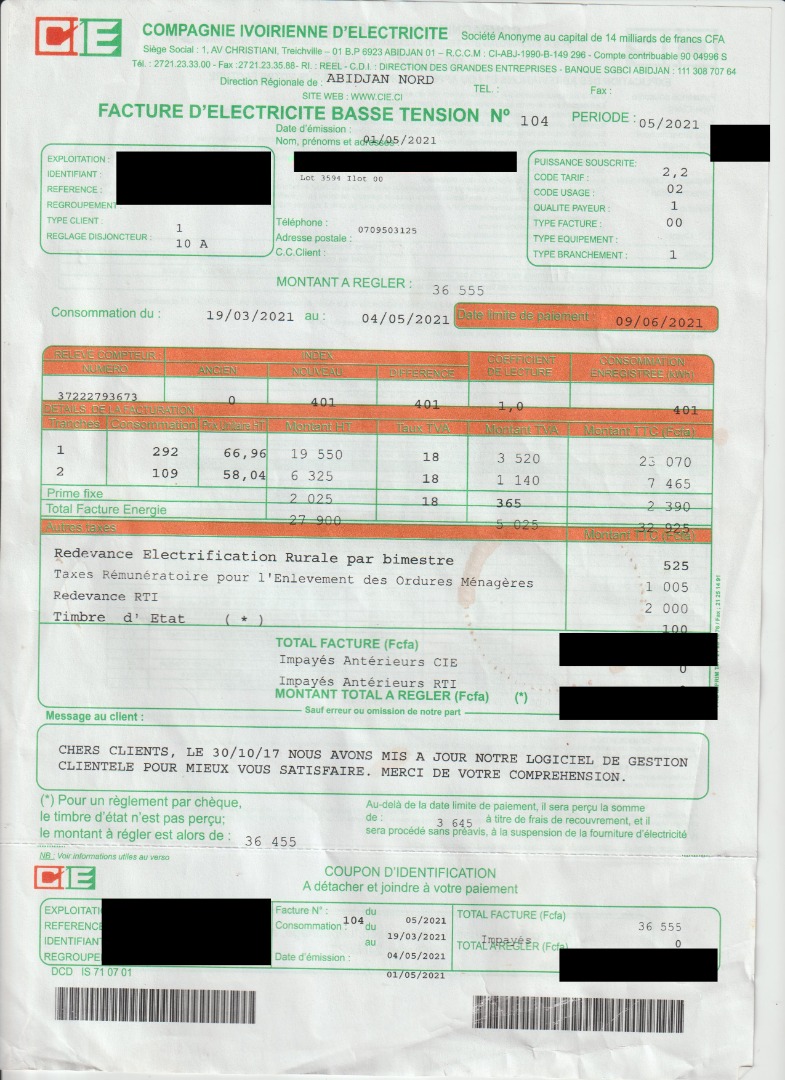 CIE COMPAGNIE IVOIRIENNE D'ELECTRICITE Société Anonyme au capital de 14 milliards de francs CFA
Siège Social : 1, AV CHRISTIANI, Treichville – 01 B.P 6923 ABIDJAN 01 – R.C.C.M : CI-ABJ-1990-B-149 296 - Compte contribuable 90 04996 S
Tél. : 2721.23.33.00 - Fax :2721.23.35.88- RI. : REEL - C.D.I. : DIRECTION DES GRANDES ENTREPRISES - BANQUE SGBCI ABIDJAN : 111 308 707 64
Direction Régionale de : ABIDJAN NORD TEL. : Fax :
SITE WEB : WWW.CIE.CI
FACTURE D'ELECTRICITE BASSE TENSION N° 104 PERIODE : 05/2021
Date d'émission : 01/05/2021
Nom, prénoms et adresses
Lot 3594 Ilot 00
EXPLOITATION :
IDENTIFIANT :
REFERENCE :
REGROUPEMENT
TYPE CLIENT : 1
REGLAGE DISJONCTEUR : 10 A
Téléphone : 0709503125
Adresse postale :
C.C.Client :
PUISSANCE SOUSCRITE: 2,2
CODE TARIF : 02
CODE USAGE : 1
QUALITE PAYEUR : 00
TYPE FACTURE :
TYPE EQUIPEMENT :
TYPE BRANCHEMENT : 1
MONTANT A REGLER : 36 555
Consommation du : 19/03/2021 au : 04/05/2021 Date limite de paiement : 09/06/2021
RELEVE COMPTEUR INDEX COEFFICIENT CONSOMMATION
NUMERO ANCIEN NOUVEAU DIFFERENCE DE LECTURE ENREGISTREE (kWh)
37222793673 0 401 401 1,0 401
DETAILS DE LA FACTURATION
Tranches Consommation Prix unitaire HT Montant HT Taux TVA Montant TVA Montant TTC (Fcfa)
1 292 66,96 19 550 18 3 520 23 070
2 109 58,04 6 325 18 1 140 7 465
Prime fixe 2 025 18 365 2 390
Total Facture Energie 27 900 5 025 32 925
Autres taxes Montant TTC (Fcfa)
Redevance Electrification Rurale par bimestre 525
Taxes Rémunératoire pour l'Enlevement des Ordures Ménagères 1 005
Redevance RTI 2 000
Timbre d' Etat ( * ) 100
TOTAL FACTURE (Fcfa)
Impayés Antérieurs CIE 0
Impayés Antérieurs RTI
MONTANT TOTAL A REGLER (Fcfa) (*)
Sauf erreur ou omission de notre part
Message au client :
CHERS CLIENTS, LE 30/10/17 NOUS AVONS MIS A JOUR NOTRE LOGICIEL DE GESTION
CLIENTELE POUR MIEUX VOUS SATISFAIRE. MERCI DE VOTRE COMPREHENSION.
(*) Pour un règlement par chèque,
le timbre d'état n'est pas perçu;
le montant à régler est alors de : 36 455
Au-delà de la date limite de paiement, il sera perçu la somme
de : 3 645 à titre de frais de recouvrement, et il
sera procédé sans préavis, à la suspension de la fourniture d'électricité
NB : Voir informations utiles au verso
CIE COUPON D'IDENTIFICATION
A détacher et joindre à votre paiement
EXPLOITATI
REFERENCE
IDENTIFIAN
REGROUPE
Facture N° : 104 du 05/2021
Consommation : du 19/03/2021
au 04/05/2021
Date d'émission : 01/05/2021
TOTAL FACTURE (Fcfa) 36 555
Impayés 0
TOTAL A REGLER (Fcfa)
DCD IS 71 07 01